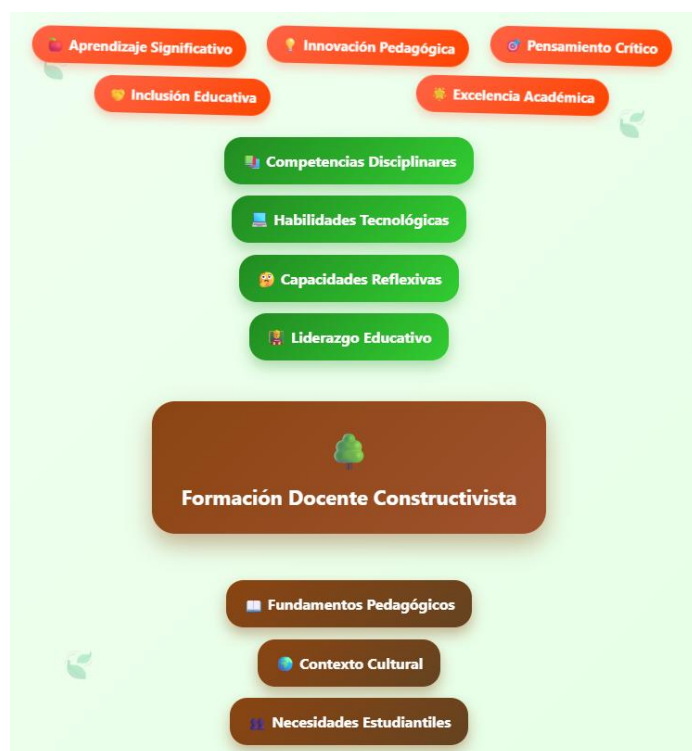 Aprendizaje Significativo
Innovación Pedagógica
Pensamiento Crítico
Inclusión Educativa
Excelencia Académica
Competencias Disciplinares
Habilidades Tecnológicas
Capacidades Reflexivas
Liderazgo Educativo
Formación Docente Constructivista
Fundamentos Pedagógicos
Contexto Cultural
Necesidades Estudiantiles